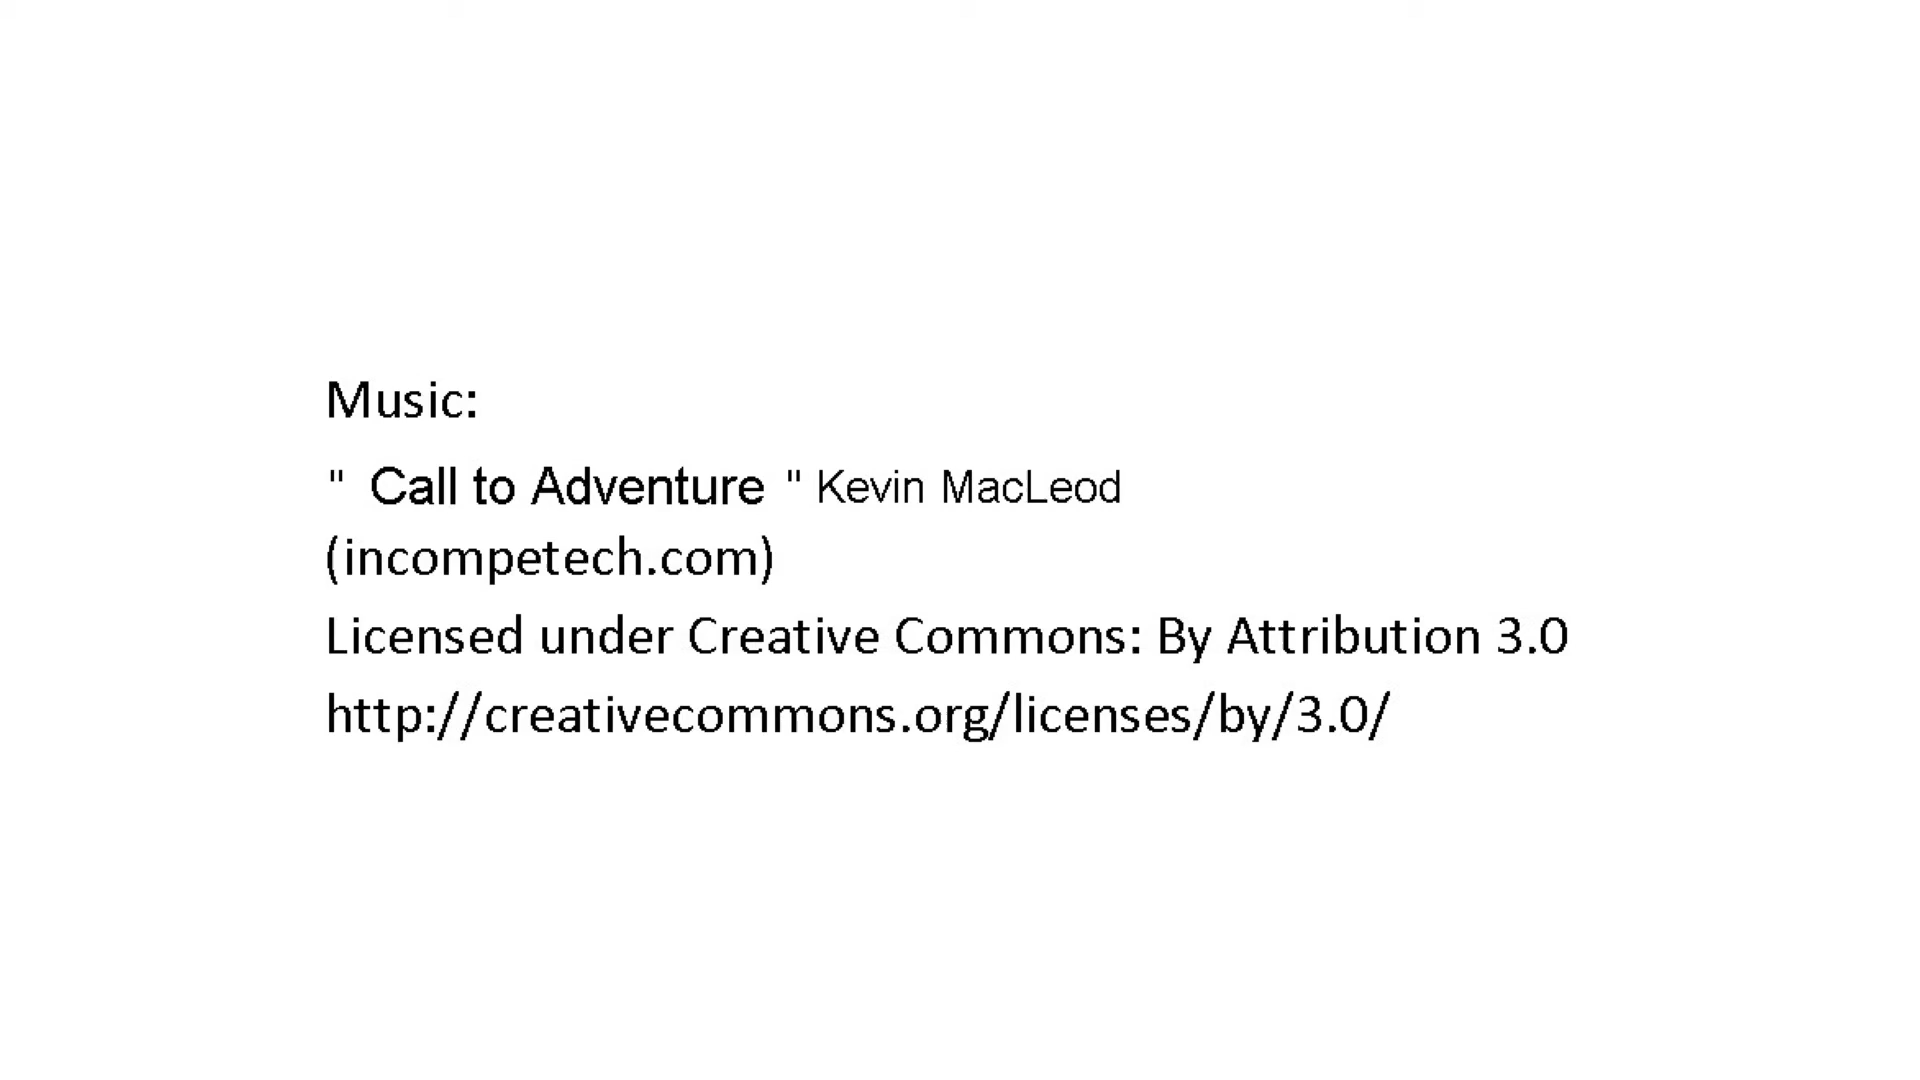 Music:
" Call to Adventure " Kevin MacLeod
(incompetech.com)
Licensed under Creative Commons: By Attribution 3.0
http://creativecommons.org/licenses/by/3.0/